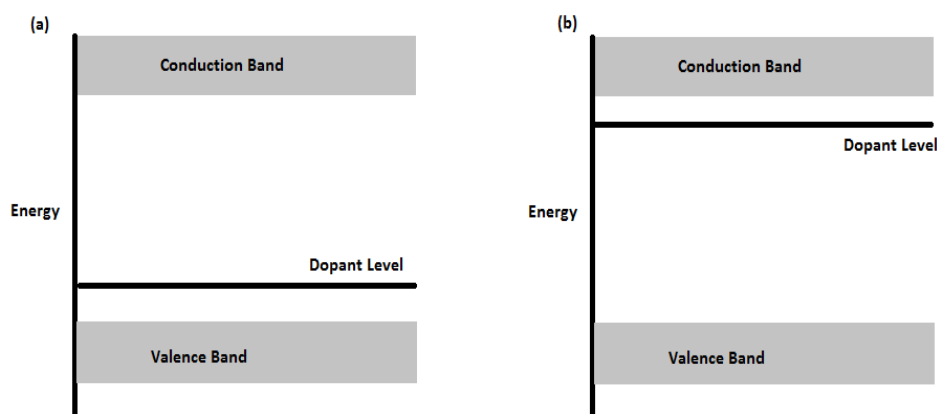 (a)
Conduction Band
Energy
Dopant Level
Valence Band
(b)
Conduction Band
Dopant Level
Energy
Valence Band